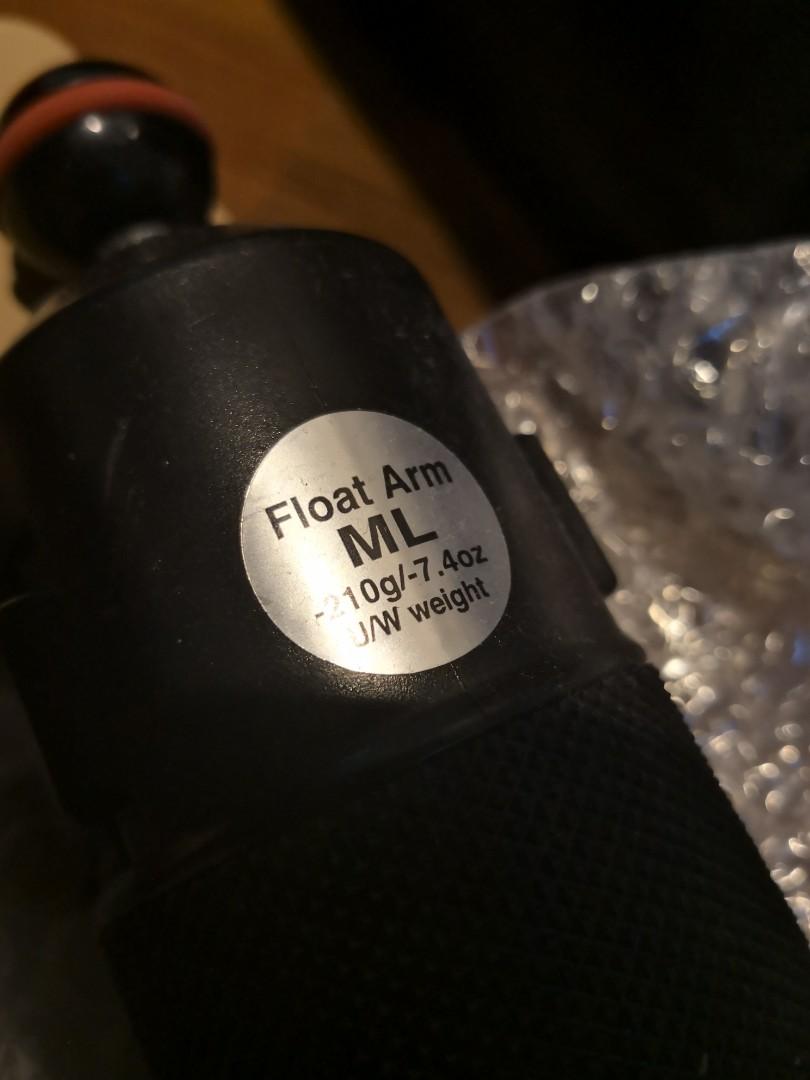 Float Arm
ML
-210g/-7.4oz
U/W weight